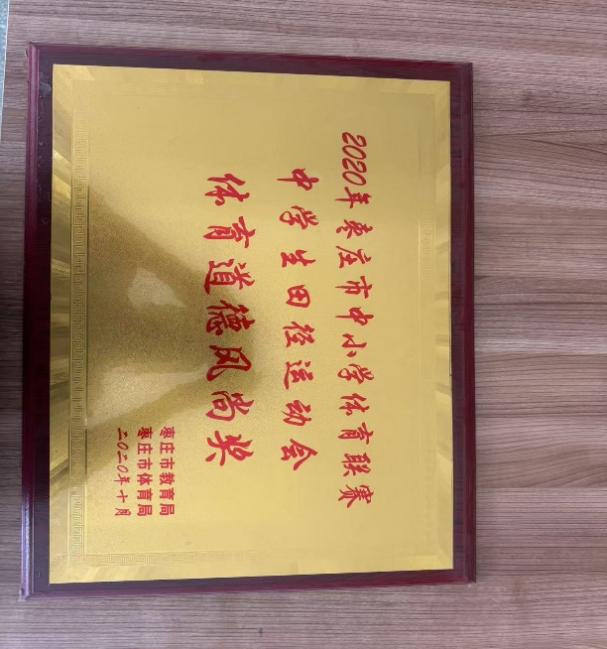 2020年枣庄市中小学体育联赛
中学生田径运动会
体育道德风尚奖
枣庄市教育局
枣庄市体育局
二〇二〇年十月